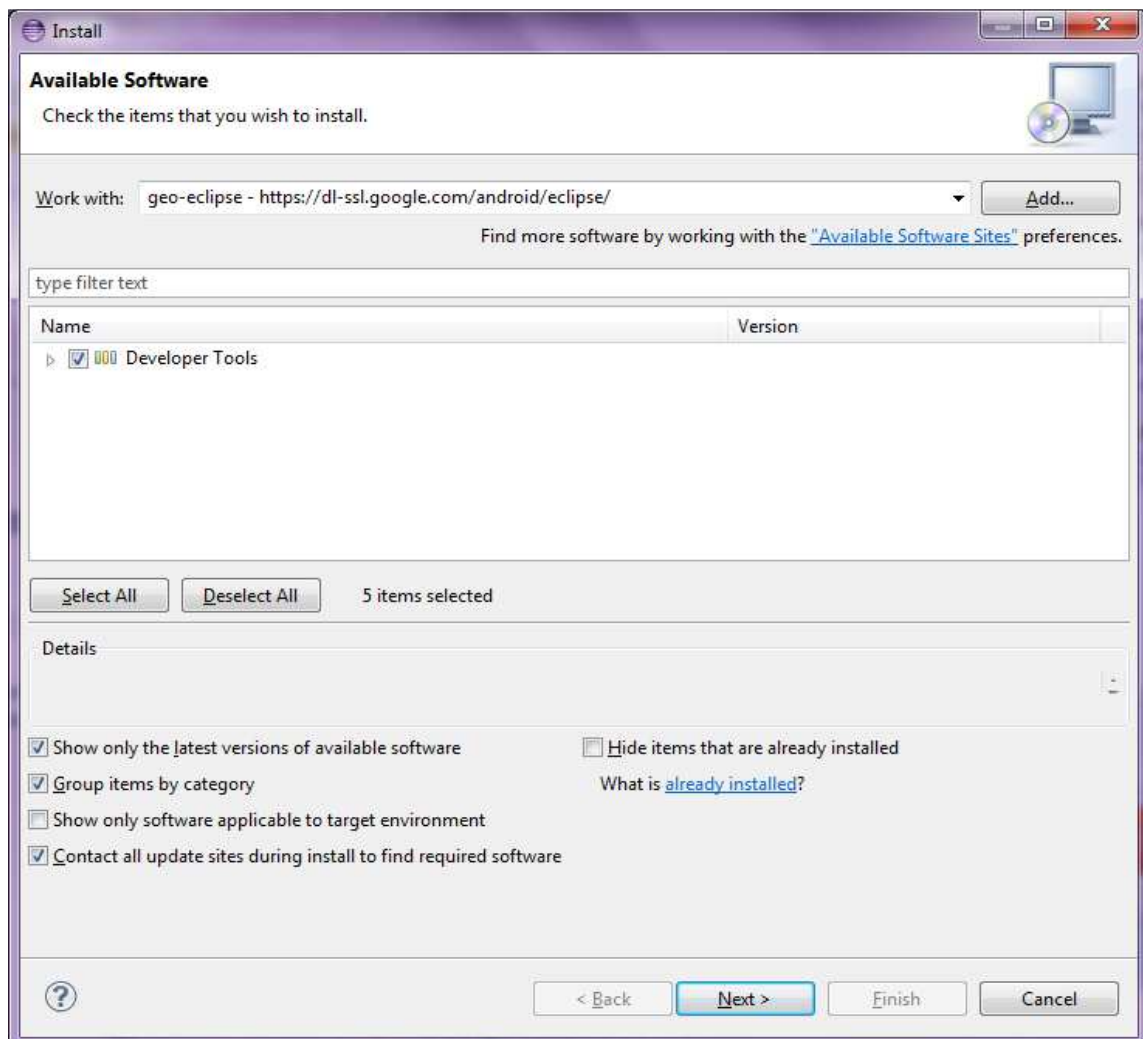 Install
Available Software
Check the items that you wish to install.
Work with: geo-eclipse - https://dl-ssl.google.com/android/eclipse/ Add...
Find more software by working with the "Available Software Sites" preferences.
type filter text
Name Version
Developer Tools
Select All Deselect All 5 items selected
Details
Show only the latest versions of available software Hide items that are already installed
Group items by category What is already installed?
Show only software applicable to target environment
Contact all update sites during install to find required software
? < Back Next > Finish Cancel